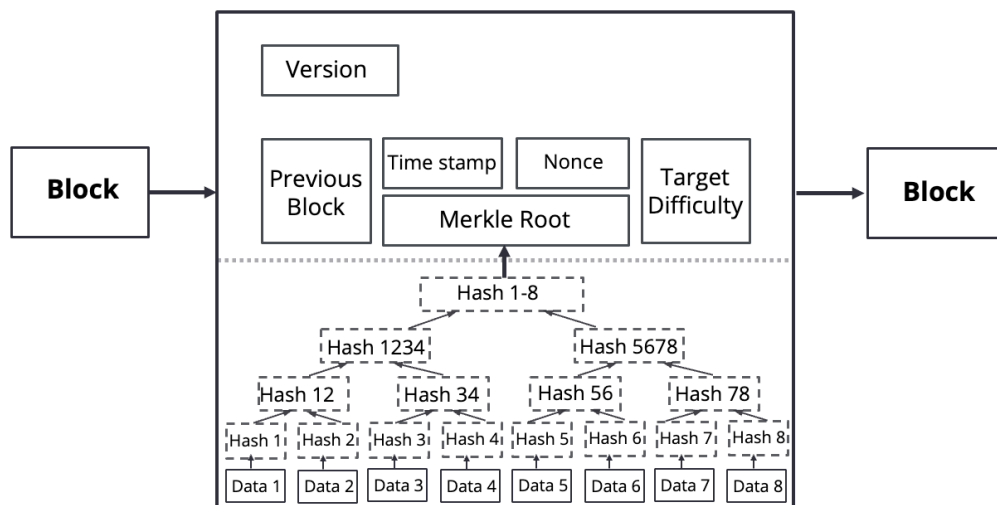 Version
Block
Previous
Block
Time stamp
Nonce
Merkle Root
Target
Difficulty
Block
Hash 1-8
Hash 1234
Hash 5678
Hash 12
Hash 34
Hash 56
Hash 78
Hash 1
Hash 2
Hash 3
Hash 4
Hash 5
Hash 6
Hash 7
Hash 8
Data 1
Data 2
Data 3
Data 4
Data 5
Data 6
Data 7
Data 8